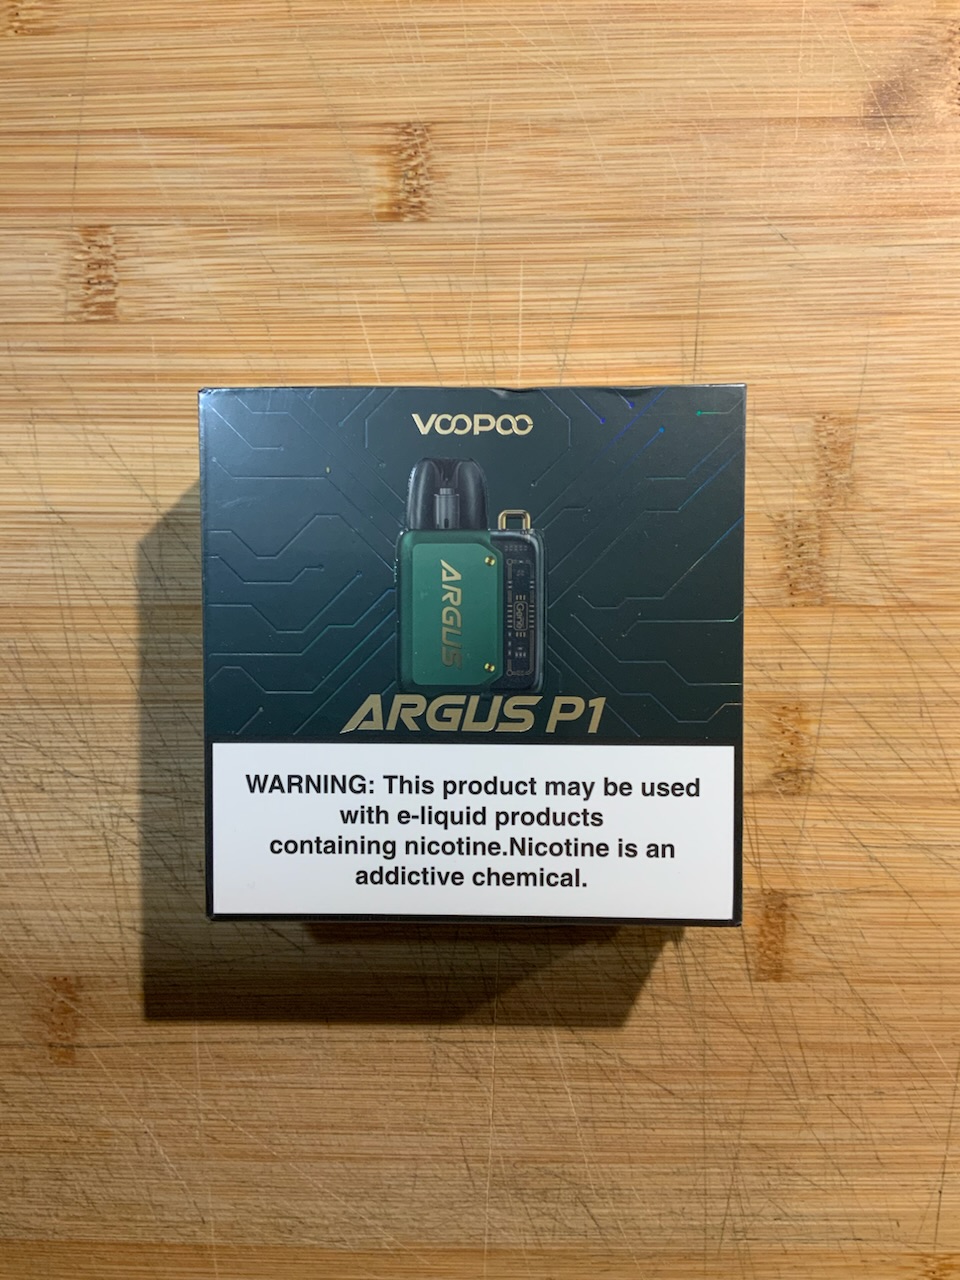 VOOPOO
ARGUS
Gene
ARGUS P1
WARNING: This product may be used
with e-liquid products
containing nicotine.Nicotine is an
addictive chemical.